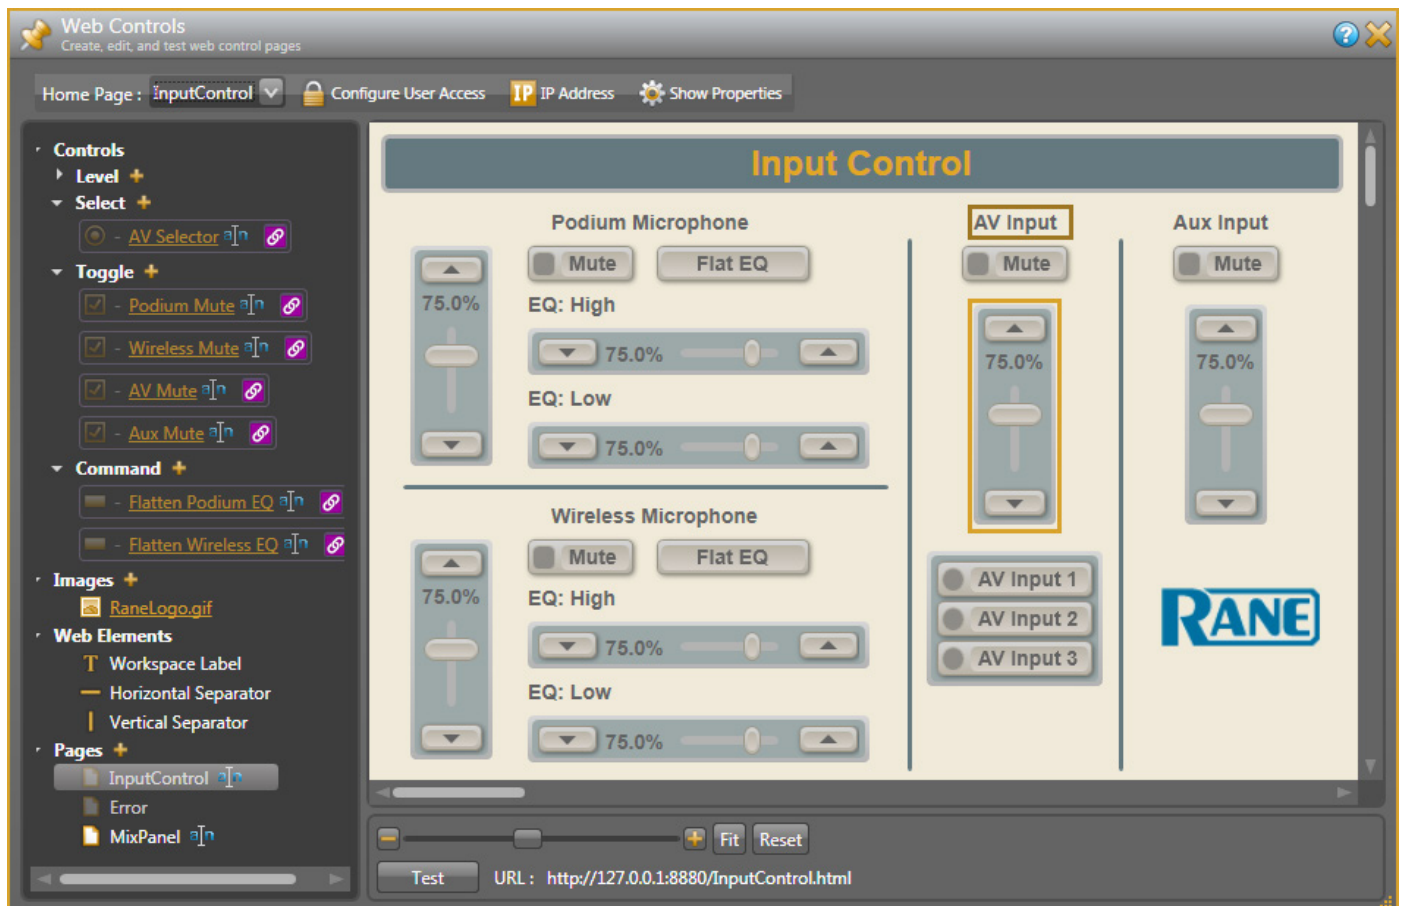 Web Controls
Create, edit, and test web control pages
Home Page : InputControl Configure User Access IP IP Address Show Properties
Controls
Level
Select
- AV Selector a n
Toggle
- Podium Mute a n
- Wireless Mute a n
- AV Mute a n
- Aux Mute a n
Command
- Flatten Podium EQ a n
- Flatten Wireless EQ a n
Images
RaneLogo.gif
Web Elements
T Workspace Label
Horizontal Separator
Vertical Separator
Pages
InputControl a n
Error
MixPanel a n
Input Control
Podium Microphone
Mute Flat EQ
75.0%
EQ: High
75.0%
EQ: Low
75.0%
Wireless Microphone
Mute Flat EQ
75.0%
EQ: High
75.0%
EQ: Low
75.0%
AV Input
Mute
75.0%
AV Input 1
AV Input 2
AV Input 3
Aux Input
Mute
75.0%
RANE
Fit Reset
Test URL : http://127.0.0.1:8880/InputControl.html